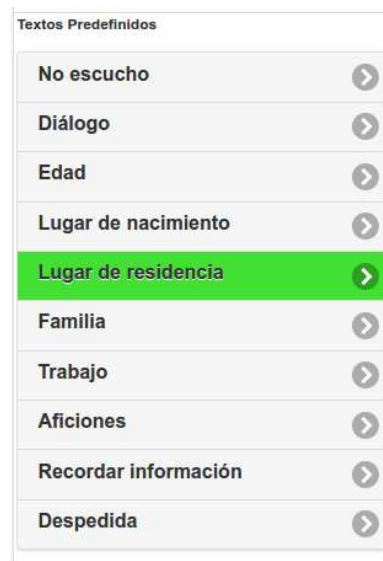 Textos Predefinidos
No escucho
Diálogo
Edad
Lugar de nacimiento
Lugar de residencia
Familia
Trabajo
Aficiones
Recordar información
Despedida